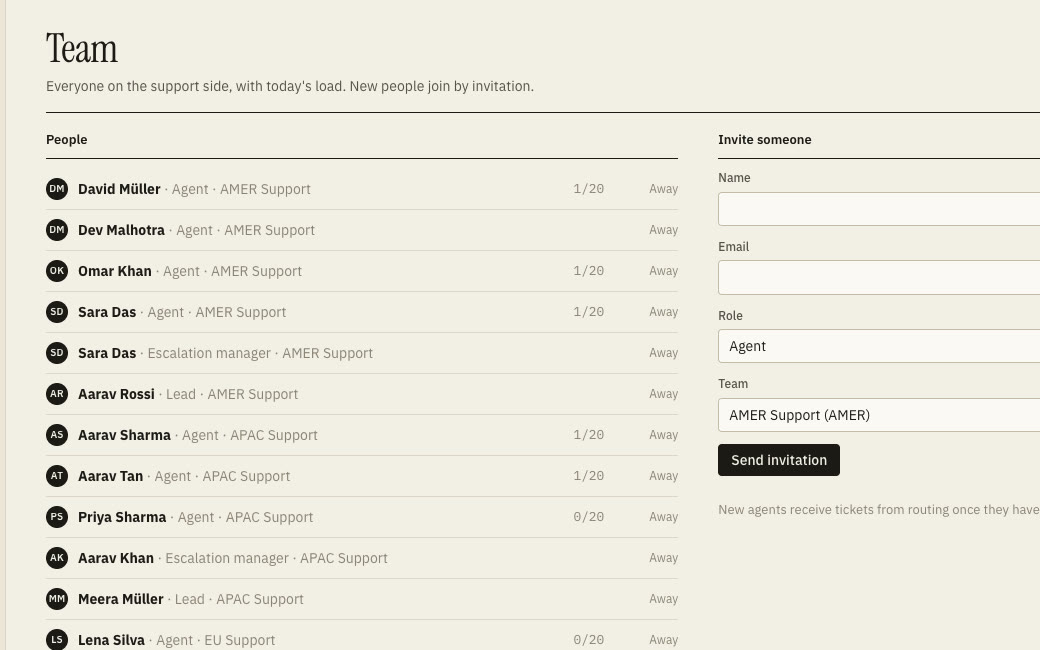 Team
Everyone on the support side, with today's load. New people join by invitation.
People
DM David Müller · Agent · AMER Support 1/20 Away
DM Dev Malhotra · Agent · AMER Support Away
OK Omar Khan · Agent · AMER Support 1/20 Away
SD Sara Das · Agent · AMER Support 1/20 Away
SD Sara Das · Escalation manager · AMER Support Away
AR Aarav Rossi · Lead · AMER Support Away
AS Aarav Sharma · Agent · APAC Support 1/20 Away
AT Aarav Tan · Agent · APAC Support 1/20 Away
PS Priya Sharma · Agent · APAC Support 0/20 Away
AK Aarav Khan · Escalation manager · APAC Support Away
MM Meera Müller · Lead · APAC Support Away
LS Lena Silva · Agent · EU Support 0/20 Away
Invite someone
Name
Email
Role
Agent
Team
AMER Support (AMER)
Send invitation
New agents receive tickets from routing once they have